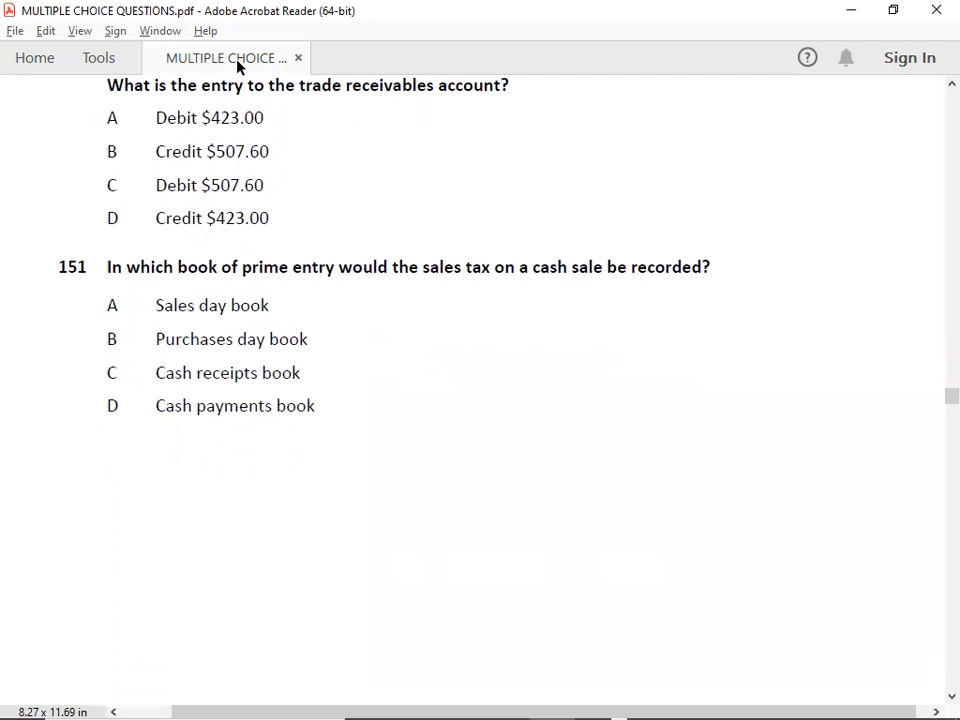 MULTIPLE CHOICE QUESTIONS.pdf - Adobe Acrobat Reader (64-bit)
File Edit View Sign Window Help
Home Tools MULTIPLE CHOICE ... × ? Sign In
What is the entry to the trade receivables account?
A Debit $423.00
B Credit $507.60
C Debit $507.60
D Credit $423.00
151 In which book of prime entry would the sales tax on a cash sale be recorded?
A Sales day book
B Purchases day book
C Cash receipts book
D Cash payments book
8.27 x 11.69 in